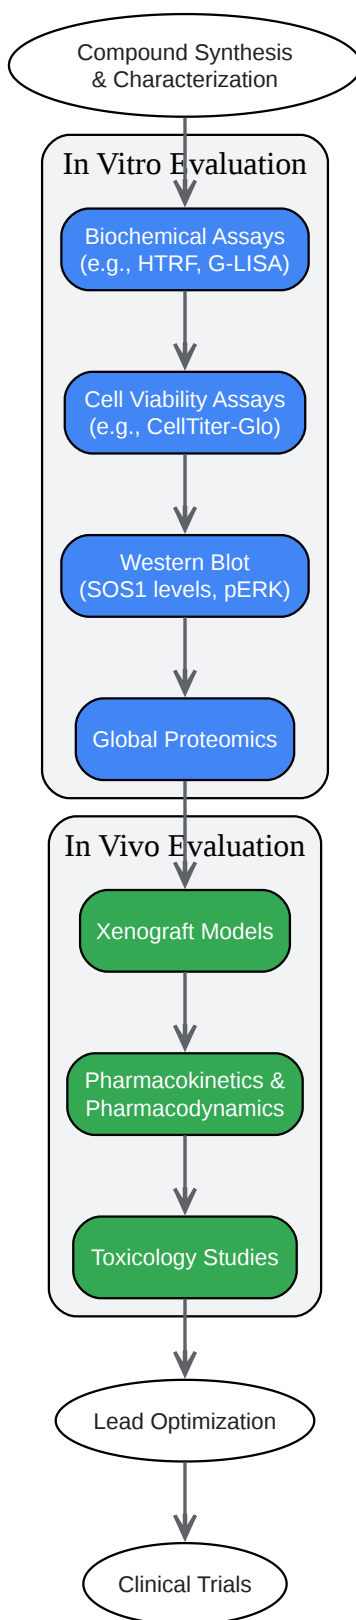 Compound Synthesis
& Characterization
In Vitro Evaluation
Biochemical Assays
(e.g., HTRF, G-LISA)
Cell Viability Assays
(e.g., CellTiter-Glo)
Western Blot
(SOS1 levels, pERK)
Global Proteomics
In Vivo Evaluation
Xenograft Models
Pharmacokinetics &
Pharmacodynamics
Toxicology Studies
Lead Optimization
Clinical Trials